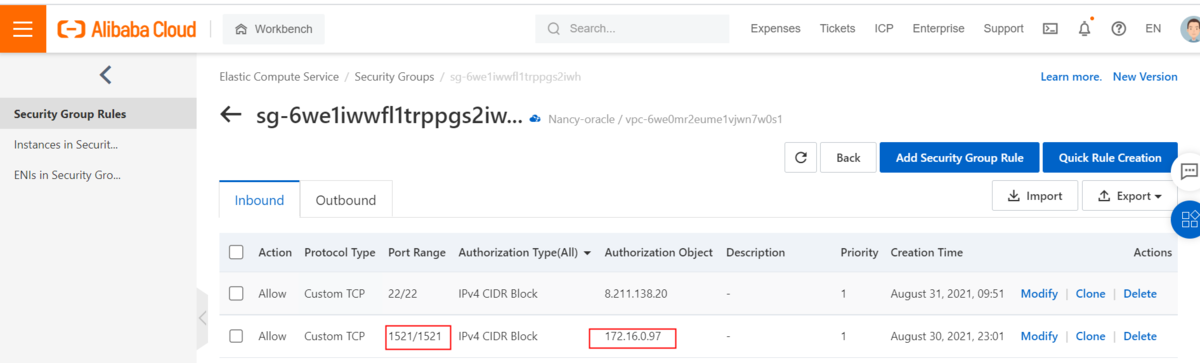 Alibaba Cloud Workbench Search... Expenses Tickets ICP Enterprise Support EN
Elastic Compute Service / Security Groups / sg-6we1iwwfl1trppgs2iwh Learn more. New Version
Security Group Rules
sg-6we1iwwfl1trppgs2iw... Nancy-oracle / vpc-6we0mr2eume1vjwn7w0s1
Instances in Securit...
ENIs in Security Gro...
Back Add Security Group Rule Quick Rule Creation
Import Export
Inbound Outbound
Action Protocol Type Port Range Authorization Type(All) Authorization Object Description Priority Creation Time Actions
Allow Custom TCP 22/22 IPv4 CIDR Block 8.211.138.20 - 1 August 31, 2021, 09:51 Modify | Clone | Delete
Allow Custom TCP 1521/1521 IPv4 CIDR Block 172.16.0.97 - 1 August 30, 2021, 23:01 Modify | Clone | Delete